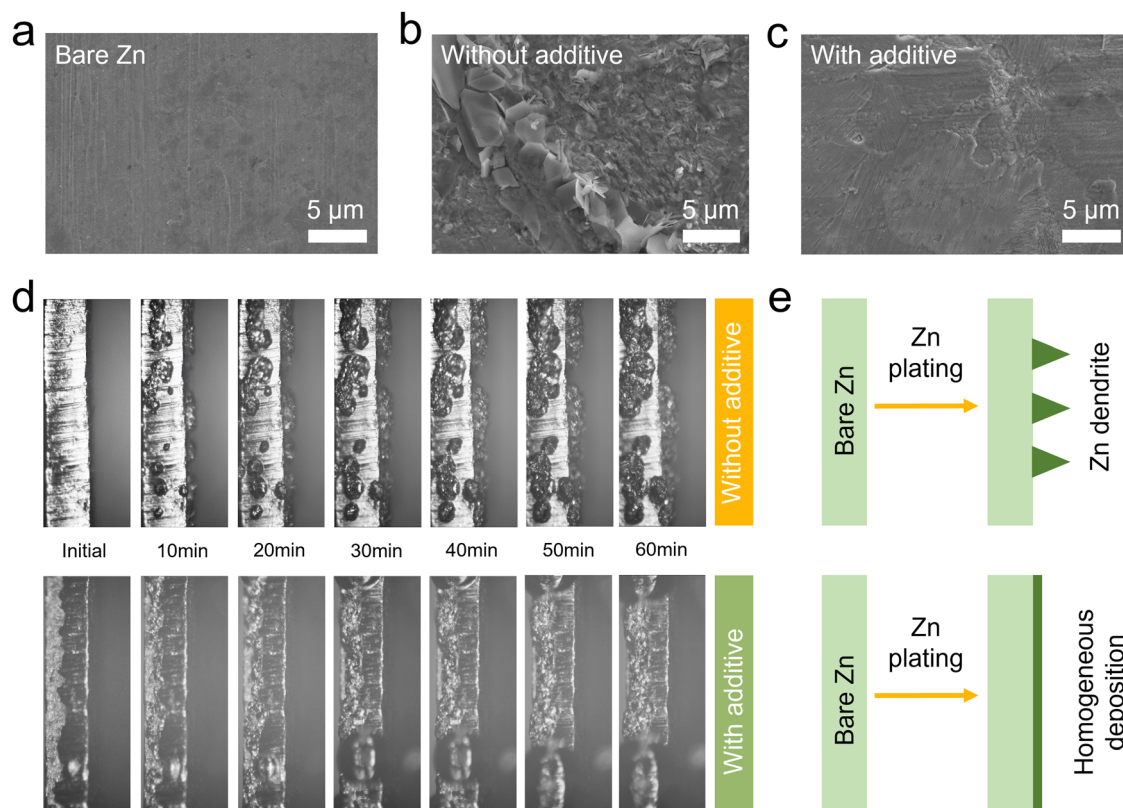 a
Bare Zn
5 µm
b
Without additive
5 µm
c
With additive
5 µm
d
Without additive
Initial
10min
20min
30min
40min
50min
60min
With additive
e
Bare Zn
Zn
plating
Zn dendrite
Bare Zn
Zn
plating
Homogeneous
deposition